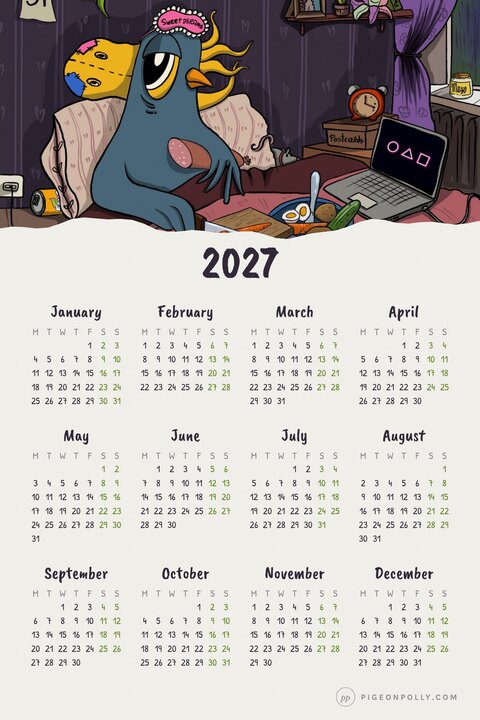 Sweet Dreams
Mayo
Postcards
2027
January
M T W T F S S
1 2 3
4 5 6 7 8 9 10
11 12 13 14 15 16 17
18 19 20 21 22 23 24
25 26 27 28 29 30 31
February
M T W T F S S
1 2 3 4 5 6 7
8 9 10 11 12 13 14
15 16 17 18 19 20 21
22 23 24 25 26 27 28
March
M T W T F S S
1 2 3 4 5 6 7
8 9 10 11 12 13 14
15 16 17 18 19 20 21
22 23 24 25 26 27 28
29 30 31
April
M T W T F S S
1 2 3 4
5 6 7 8 9 10 11
12 13 14 15 16 17 18
19 20 21 22 23 24 25
26 27 28 29 30
May
M T W T F S S
1 2
3 4 5 6 7 8 9
10 11 12 13 14 15 16
17 18 19 20 21 22 23
24 25 26 27 28 29 30
31
June
M T W T F S S
1 2 3 4 5 6
7 8 9 10 11 12 13
14 15 16 17 18 19 20
21 22 23 24 25 26 27
28 29 30
July
M T W T F S S
1 2 3 4
5 6 7 8 9 10 11
12 13 14 15 16 17 18
19 20 21 22 23 24 25
26 27 28 29 30 31
August
M T W T F S S
1
2 3 4 5 6 7 8
9 10 11 12 13 14 15
16 17 18 19 20 21 22
23 24 25 26 27 28 29
30 31
September
M T W T F S S
1 2 3 4 5
6 7 8 9 10 11 12
13 14 15 16 17 18 19
20 21 22 23 24 25 26
27 28 29 30
October
M T W T F S S
1 2 3
4 5 6 7 8 9 10
11 12 13 14 15 16 17
18 19 20 21 22 23 24
25 26 27 28 29 30 31
November
M T W T F S S
1 2 3 4 5 6 7
8 9 10 11 12 13 14
15 16 17 18 19 20 21
22 23 24 25 26 27 28
29 30
December
M T W T F S S
1 2 3 4 5
6 7 8 9 10 11 12
13 14 15 16 17 18 19
20 21 22 23 24 25 26
27 28 29 30 31
pp PIGEONPOLLY.COM